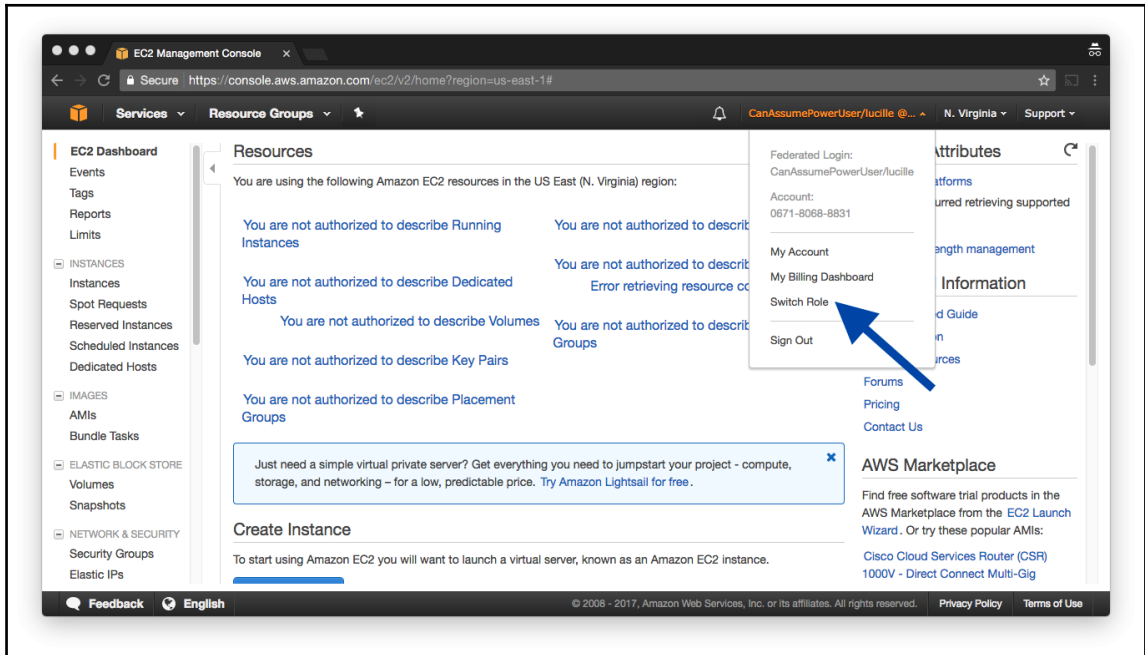 EC2 Management Console
Secure https://console.aws.amazon.com/ec2/v2/home?region=us-east-1#
Services Resource Groups CanAssumePowerUser/lucille @... N. Virginia Support
EC2 Dashboard
Events
Tags
Reports
Limits
INSTANCES
Instances
Spot Requests
Reserved Instances
Scheduled Instances
Dedicated Hosts
IMAGES
AMIs
Bundle Tasks
ELASTIC BLOCK STORE
Volumes
Snapshots
NETWORK & SECURITY
Security Groups
Elastic IPs
Resources
You are using the following Amazon EC2 resources in the US East (N. Virginia) region:
You are not authorized to describe Running
Instances
You are not authorized to describe Dedicated
Hosts
You are not authorized to describe Volumes
You are not authorized to describe Key Pairs
You are not authorized to describe Placement
Groups
You are not authorized to
You are not authorized to
Error retrieving resource
You are not authorized to
Groups
Just need a simple virtual private server? Get everything you need to jumpstart your project - compute,
storage, and networking – for a low, predictable price. Try Amazon Lightsail for free.
Create Instance
To start using Amazon EC2 you will want to launch a virtual server, known as an Amazon EC2 instance.
Federated Login:
CanAssumePowerUser/lucille
Account:
0671-8068-8831
My Account
My Billing Dashboard
Switch Role
Sign Out
retrieving supported
management
Information
Guide
Forums
Pricing
Contact Us
AWS Marketplace
Find free software trial products in the
AWS Marketplace from the EC2 Launch
Wizard. Or try these popular AMIs:
Cisco Cloud Services Router (CSR)
1000V - Direct Connect Multi-Gig
Feedback English © 2008 - 2017, Amazon Web Services, Inc. or its affiliates. All rights reserved. Privacy Policy Terms of Use